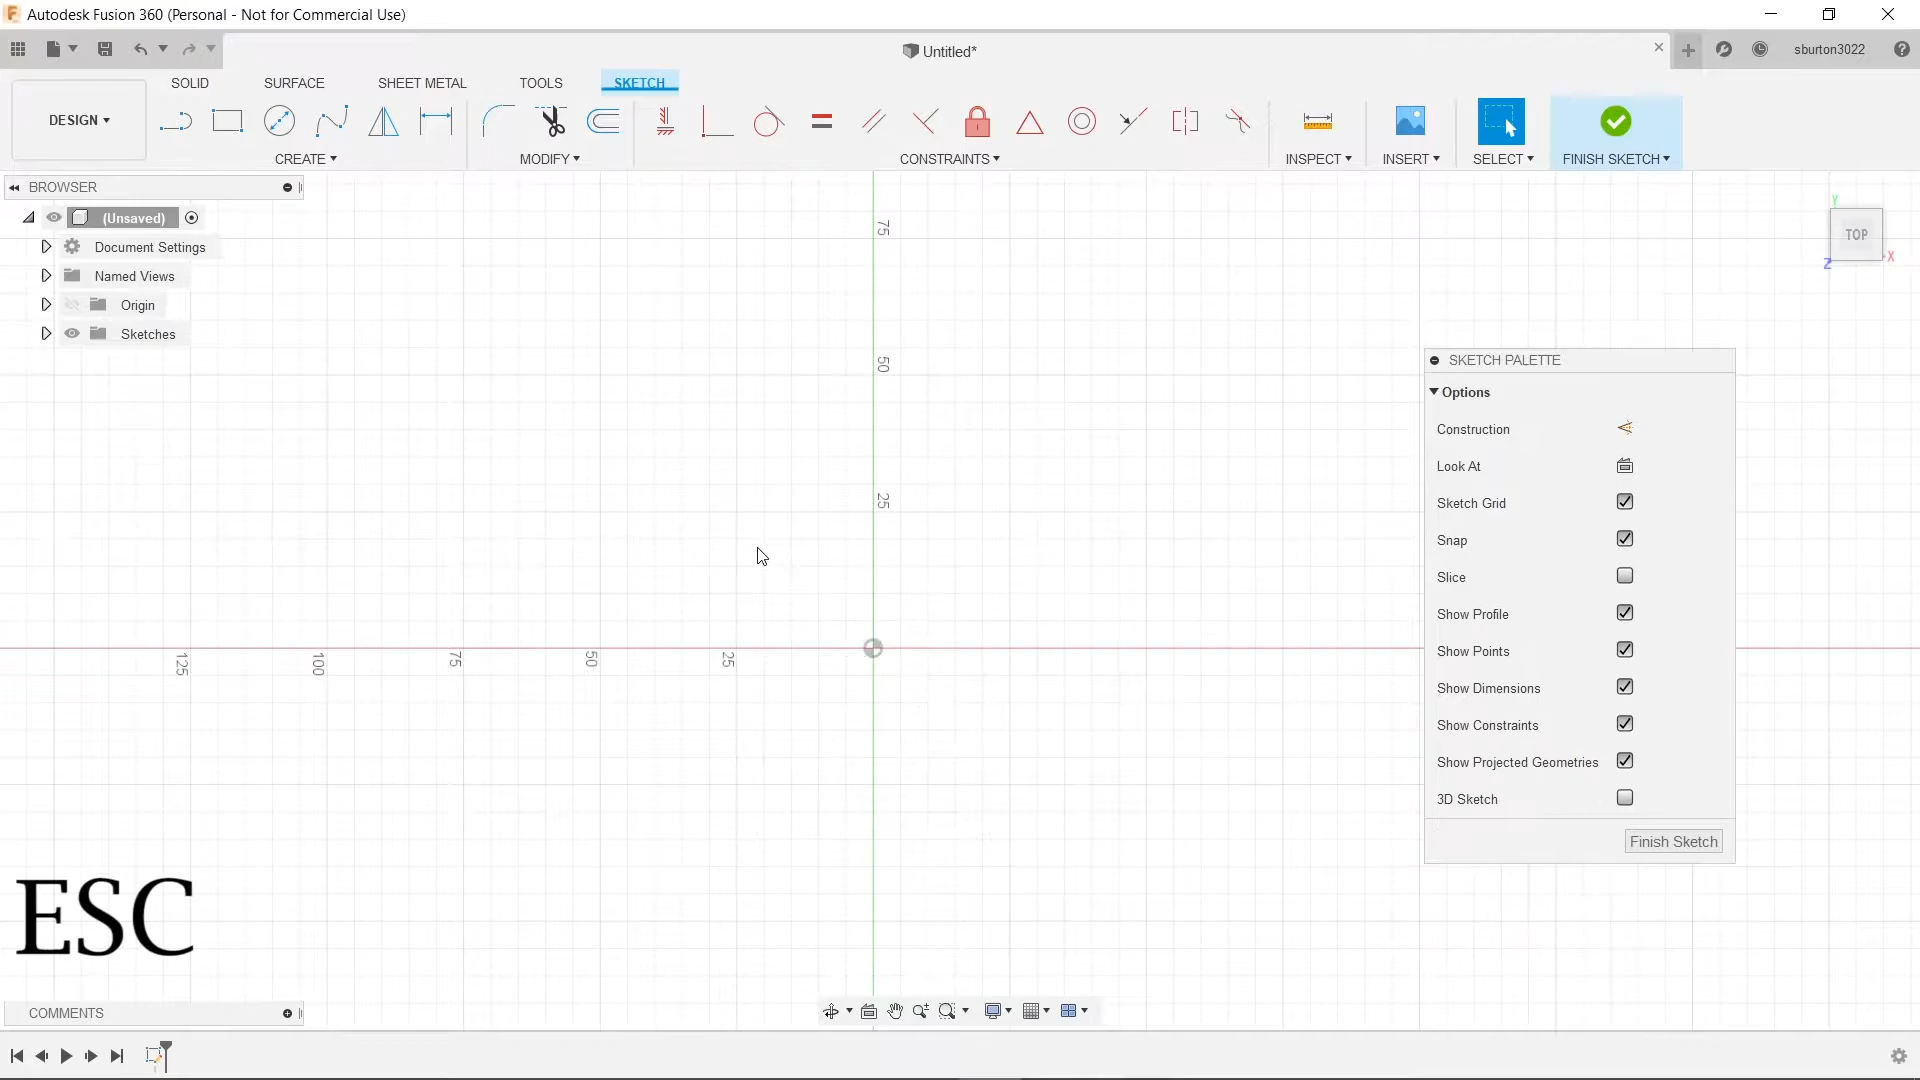 Autodesk Fusion 360 (Personal - Not for Commercial Use)
Untitled*
sburton3022
SOLID
SURFACE
SHEET METAL
TOOLS
SKETCH
DESIGN
CREATE
MODIFY
CONSTRAINTS
INSPECT
INSERT
SELECT
FINISH SKETCH
BROWSER
(Unsaved)
Document Settings
Named Views
Origin
Sketches
75
50
25
125
100
75
50
25
Y
TOP
X
Z
SKETCH PALETTE
Options
Construction
Look At
Sketch Grid
Snap
Slice
Show Profile
Show Points
Show Dimensions
Show Constraints
Show Projected Geometries
3D Sketch
Finish Sketch
ESC
COMMENTS